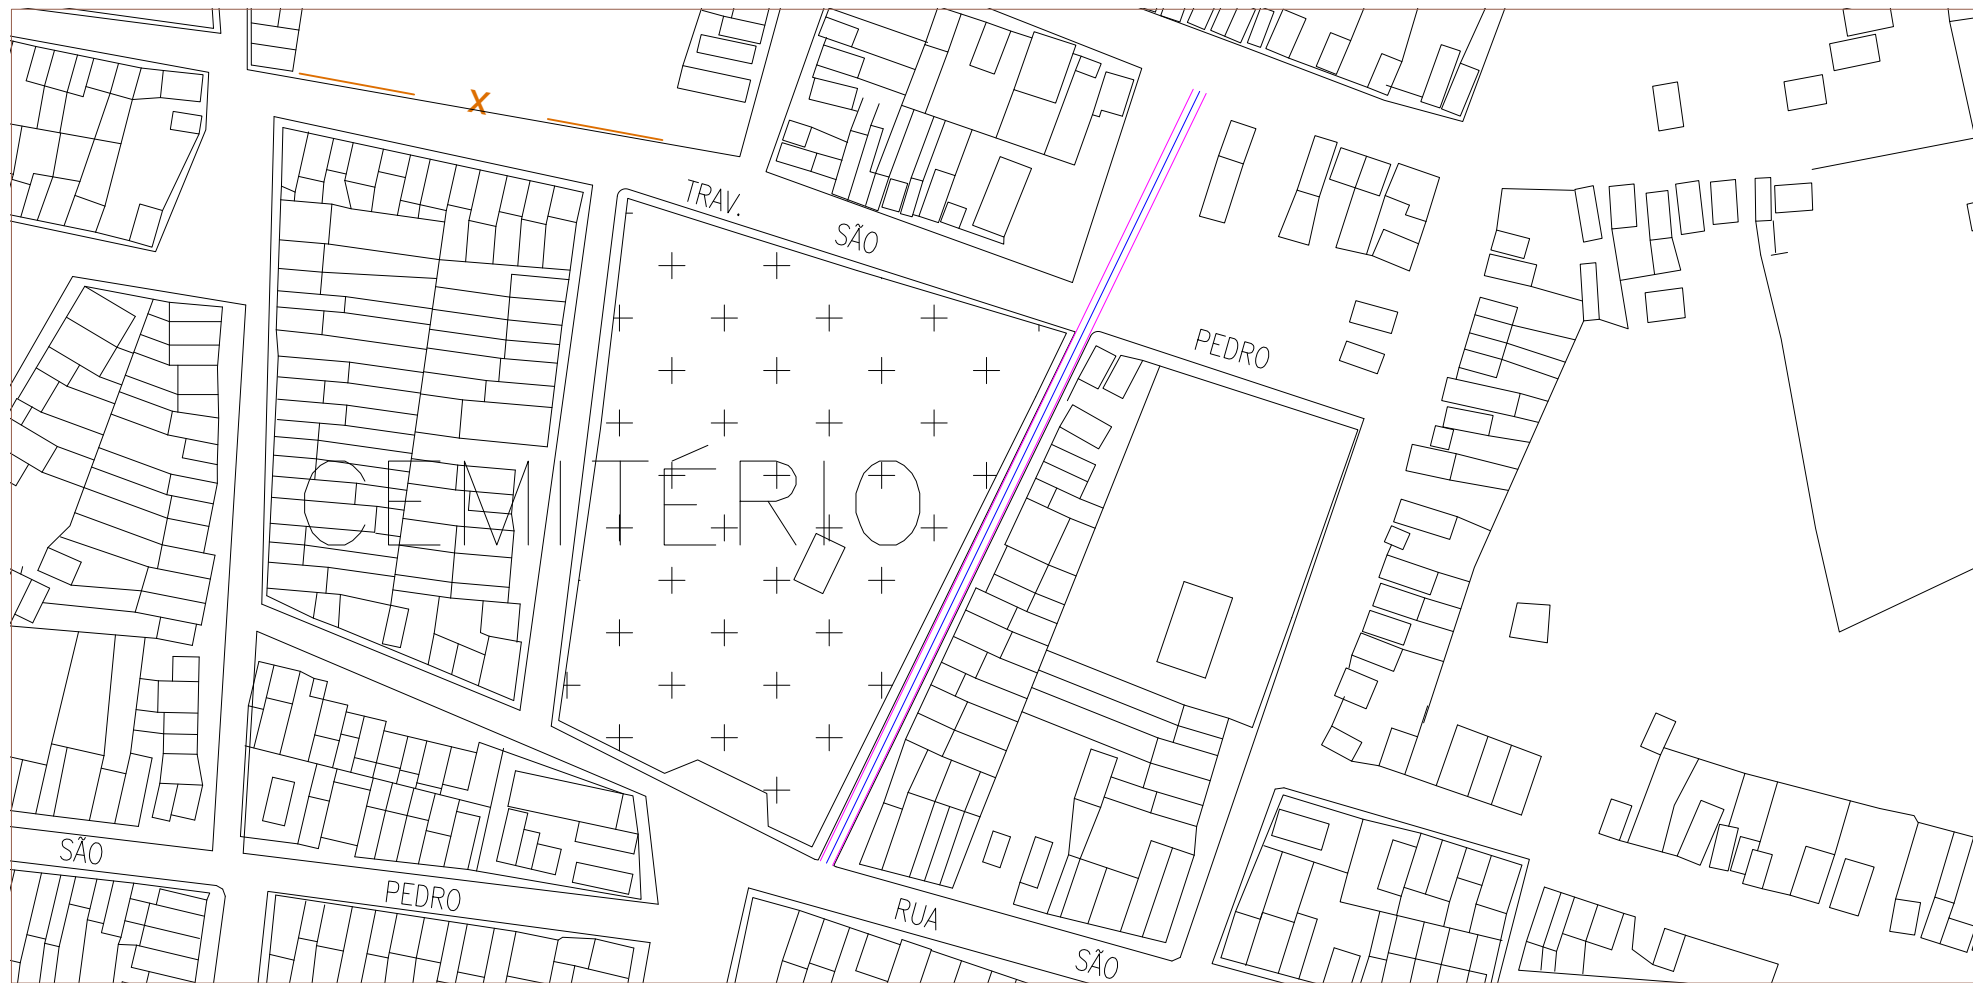 X
TRAV. SÃO PEDRO
CEMITÉRIO
SÃO PEDRO
RUA SÃO